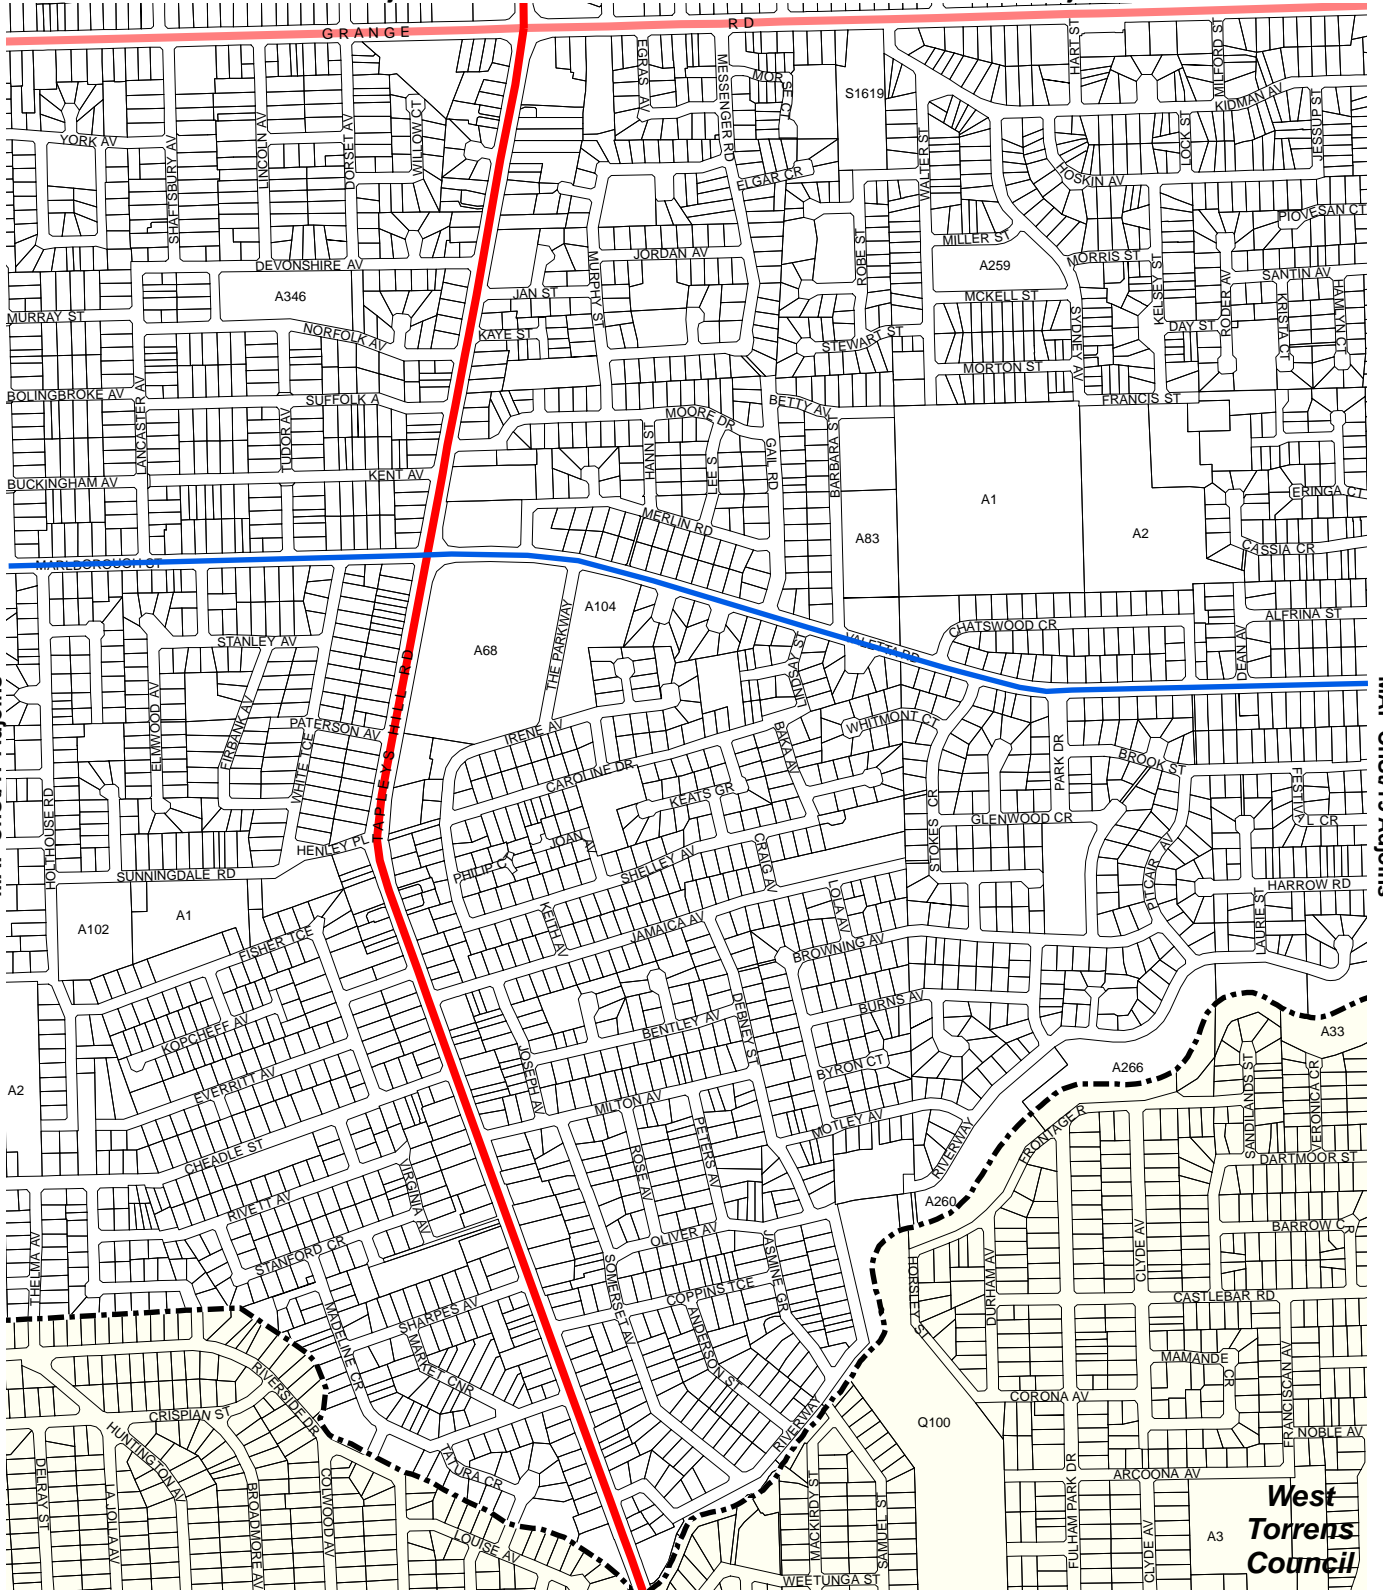 GRANGE
RD
HART ST
MILFORD ST
EGRAS AV
MESSENGER RD
MOR
SE CT
S1619
KIDMAN AV
WILLOW CT
YORK AV
SHAFTSBURY AV
LINCOLN AV
DORSET AV
WALTER ST
LOCK ST
JESSUP ST
ELGAR CR
HOSKIN AV
PIOVESAN CT
MILLER ST
ROBE ST
JORDAN AV
MORRIS ST
DEVONSHIRE AV
MURPHY S
A259
KELSEY ST
SANTIN AV
A346
JAN ST
MCKELL ST
RODER AV
KRISTA CT
HAMLYN CT
MURRAY ST
NORFOLK AV
KAYE ST
STEWART ST
SYDNEY AV
DAY ST
MORTON ST
BOLINGBROKE AV
LANCASTER AV
SUFFOLK A
TUDOR AV
MOORE DR
BETTY AV
FRANCIS ST
HANN ST
GAIL RD
BARBARA ST
KENT AV
BUCKINGHAM AV
ERINGA CT
A1
MERLIN RD
A83
A2
CASSIA CR
MARLBOROUGH ST
A104
THE PARKWAY
ALFRINA ST
CHATSWOOD CR
STANLEY AV
A68
VALETTA RD
DEAN AV
TAPLEYS HILL RD
LINDSAY S
ELMWOOD AV
FIRBANK AV
PATERSON AV
WHITE TCE
IRENE AV
BAKA AV
WHITMONT CT
PARK DR
BROOK ST
CAROLINE DR
KEATS GR
FESTIV
L CR
HOLTHOUSE RD
STOKES CR
GLENWOOD CR
HENLEY PL
JOAN AV
PHILIP CT
SHELLEY AV
CRAIG AV
PITCAIR AV
SUNNINGDALE RD
LOLA AV
HARROW RD
A1
A102
KEITH AV
JAMAICA AV
LAURIE ST
FISHER TCE
BROWNING AV
DEBNEY ST
BURNS AV
KOPCHEFF AV
BENTLEY AV
A33
A2
JOSEPH AV
BYRON CT
A266
EVERRITT AV
MILTON AV
SANDILANDS ST
VERONICA CR
MOTLEY AV
FRONTAGE R
PETERS AV
RIVERWAY
CHEADLE ST
ROSE AV
DARTMOOR ST
VIRGINIA AV
A260
RIVETT AV
BARROW CR
OLIVER AV
JASMINE GR
CLYDE AV
THELMA AV
STANFORD CR
SOMERSET AV
HORSLEY ST
DURHAM AV
COPPINS TCE
CASTLEBAR RD
SHARPES AV
MADELINE CR
ANDERSON ST
MARKET CNR
MAMANDE
CR
FRANCISCAN AV
RIVERSIDE DR
CORONA AV
CRISPIAN ST
Q100
HUNTINGTON AV
RIVERWAY
NOBLE AV
TATURA CR
ARCOONA AV
DELRAY ST
A JOLLA AV
BROADMORE AV
COLWOOD AV
MACKIRDY ST
SAMUEL ST
FULHAM PARK DR
CLYDE AV
West
Torrens
Council
A3
LOUISE AV
WEETUNGA ST